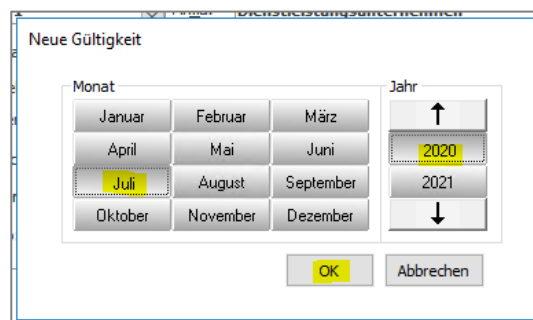 Dienstleistungsunternehmen
Neue Gültigkeit
Monat Jahr
Januar Februar März ↑
April Mai Juni 2020
Juli August September 2021
Oktober November Dezember ↓
OK Abbrechen